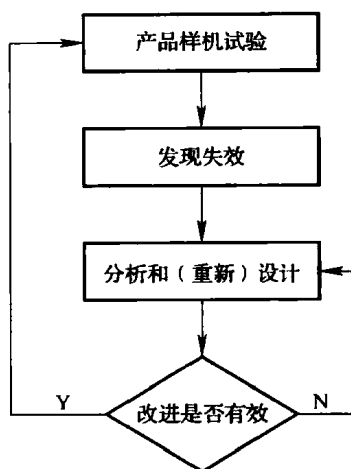 产品样机试验
发现失效
分析和（重新）设计
改进是否有效
Y
N